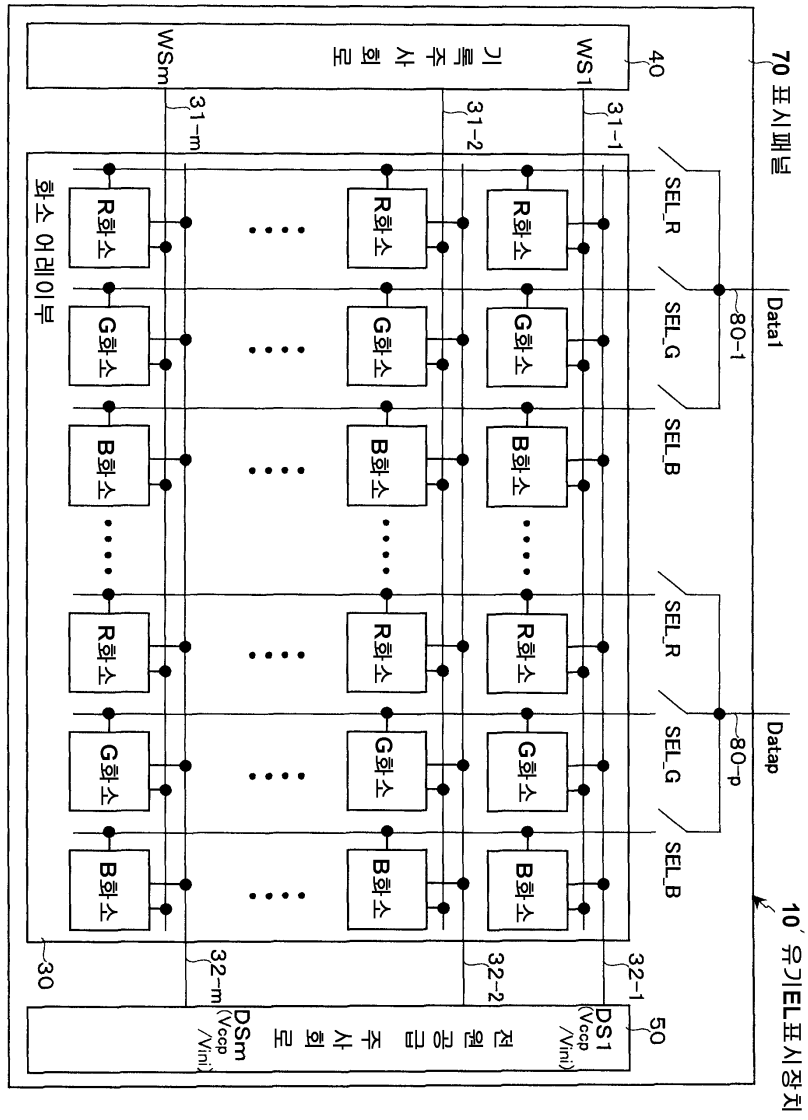 10′ 유기EL표시장치
70 표시패널
Data1
Datap
80-1
80-p
SEL_R
SEL_G
SEL_B
SEL_R
SEL_G
SEL_B
40
기록주사회로
WS1
WSm
31-1
31-2
31-m
R화소
G화소
B화소
....
R화소
G화소
B화소
R화소
G화소
B화소
....
R화소
G화소
B화소
....
....
....
....
....
....
R화소
G화소
B화소
....
R화소
G화소
B화소
화소 어레이부
30
32-1
32-2
32-m
50
DS1
(Vccp
/Vini)
전원공급 주사회로
DSm
(Vccp
/Vini)